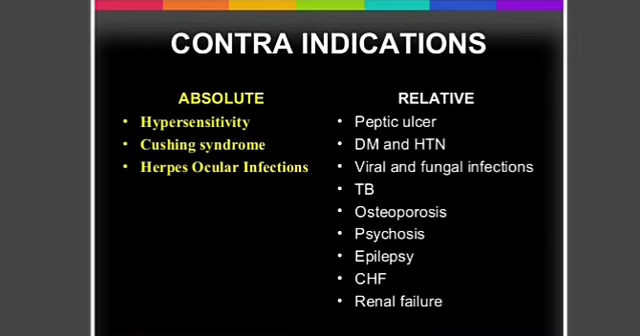 CONTRA INDICATIONS
ABSOLUTE
• Hypersensitivity
• Cushing syndrome
• Herpes Ocular Infections
RELATIVE
• Peptic ulcer
• DM and HTN
• Viral and fungal infections
• TB
• Osteoporosis
• Psychosis
• Epilepsy
• CHF
• Renal failure